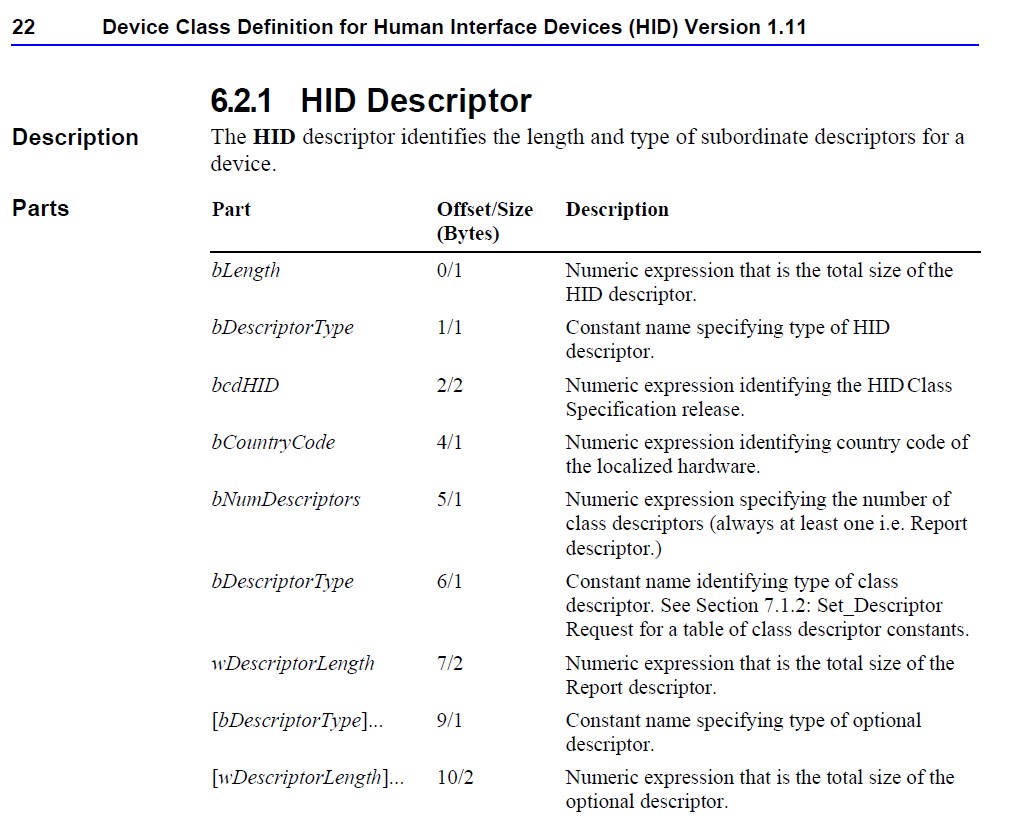 22 Device Class Definition for Human Interface Devices (HID) Version 1.11
6.2.1 HID Descriptor
Description The HID descriptor identifies the length and type of subordinate descriptors for a
device.
Parts Part Offset/Size Description
(Bytes)
bLength 0/1 Numeric expression that is the total size of the
HID descriptor.
bDescriptorType 1/1 Constant name specifying type of HID
descriptor.
bcdHID 2/2 Numeric expression identifying the HID Class
Specification release.
bCountryCode 4/1 Numeric expression identifying country code of
the localized hardware.
bNumDescriptors 5/1 Numeric expression specifying the number of
class descriptors (always at least one i.e. Report
descriptor.)
bDescriptorType 6/1 Constant name identifying type of class
descriptor. See Section 7.1.2: Set_Descriptor
Request for a table of class descriptor constants.
wDescriptorLength 7/2 Numeric expression that is the total size of the
Report descriptor.
[bDescriptorType]... 9/1 Constant name specifying type of optional
descriptor.
[wDescriptorLength]... 10/2 Numeric expression that is the total size of the
optional descriptor.